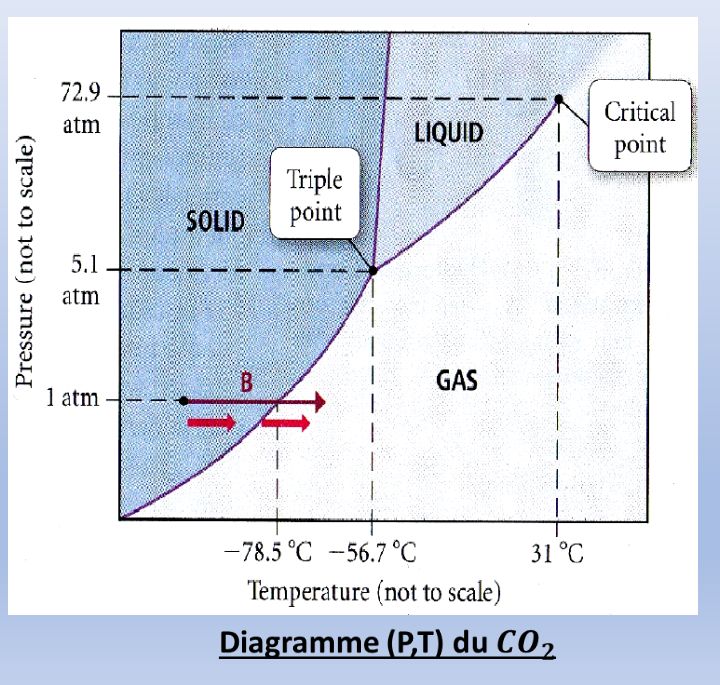 72.9
atm
Critical
point
LIQUID
Triple
point
SOLID
5.1
atm
Pressure (not to scale)
B
GAS
1 atm
−78.5 °C −56.7 °C 31 °C
Temperature (not to scale)
Diagramme (P,T) du CO₂